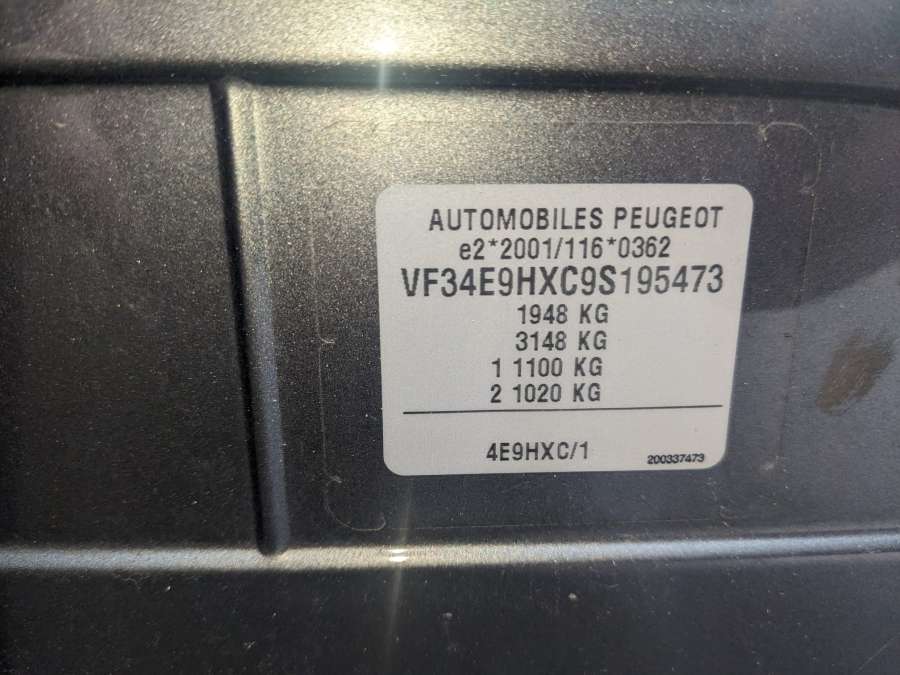 AUTOMOBILES PEUGEOT
e2*2001/116*0362
VF34E9HXC9S195473
1948 KG
3148 KG
1 1100 KG
2 1020 KG
4E9HXC/1
200337473